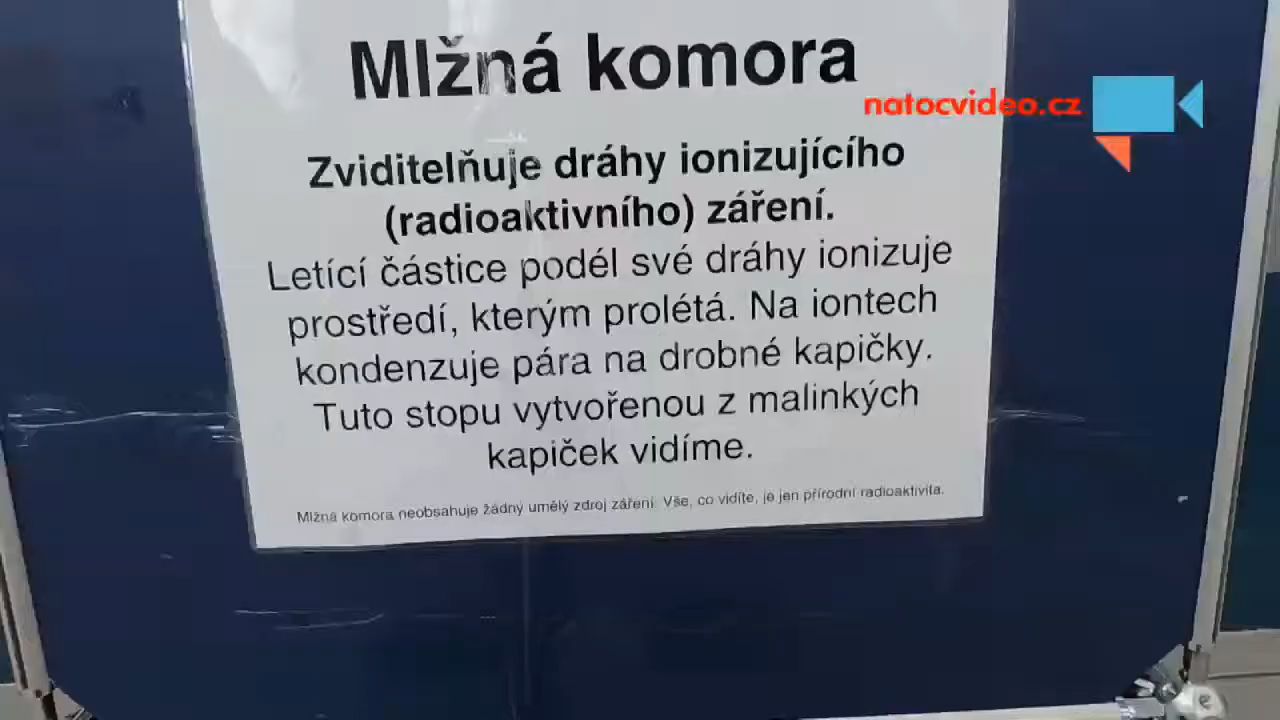 Mlžná komora
natocvideo.cz
Zviditelňuje dráhy ionizujícího
(radioaktivního) záření.
Letící částice podél své dráhy ionizuje
prostředí, kterým prolétá. Na iontech
kondenzuje pára na drobné kapičky.
Tuto stopu vytvořenou z malinkých
kapiček vidíme.
Mlžná komora neobsahuje žádný umělý zdroj záření. Vše, co vidíte, je jen přírodní radioaktivita.